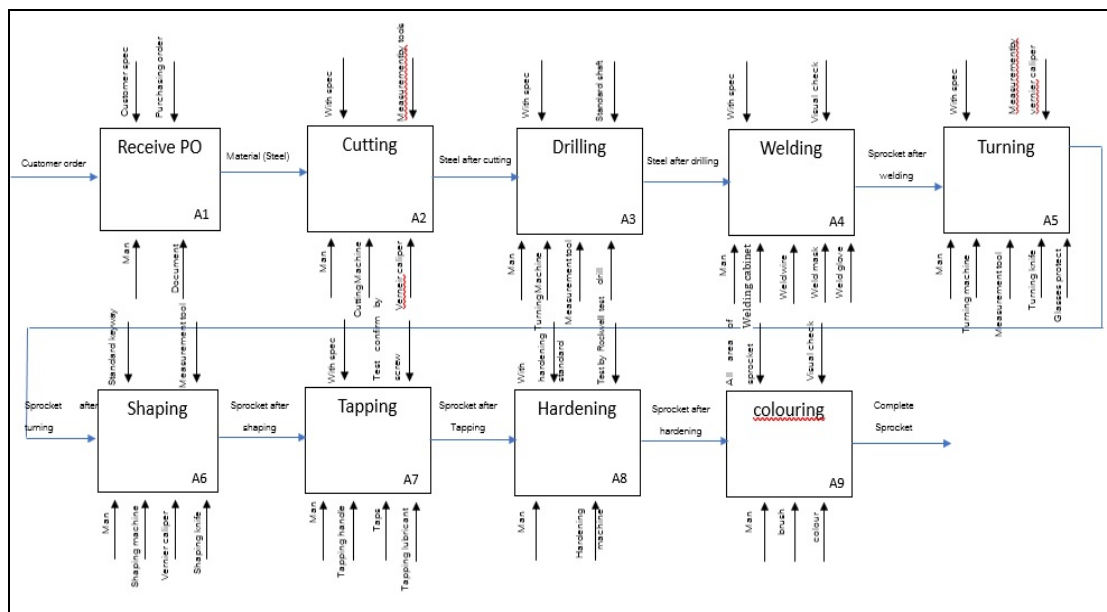 Customer spec
Purchasing order
With spec
Measurement by tools
With spec
Standard shaft
With spec
Visual check
With spec
Measurement by
vernier caliper
Customer order
Receive PO
A1
Material (Steel)
Cutting
A2
Steel after cutting
Drilling
A3
Steel after drilling
Welding
A4
Sprocket after
welding
Turning
A5
Man
Document
Man
Cutting Machine
Verner caliper
Man
Turning Machine
Measurement tool
drill
Man
Welding cabinet
Weldwire
Weld mask
Weld glove
Man
Turning machine
Measurement tool
Turning knife
Glasses protect
Standard keyway
Measurement tool
With spec
Test confirm by
screw
With
hardening
standard
Test by Rockwell test
All area of
sprocket
Visual check
Sprocket after
turning
Shaping
A6
Sprocket after
shaping
Tapping
A7
Sprocket after
Tapping
Hardening
A8
Sprocket after
hardening
colouring
A9
Complete
Sprocket
Man
Shaping machine
Vernier caliper
Shaping knife
Man
Tapping handle
Taps
Tapping lubricant
Man
Hardening
machine
Man
brush
colour